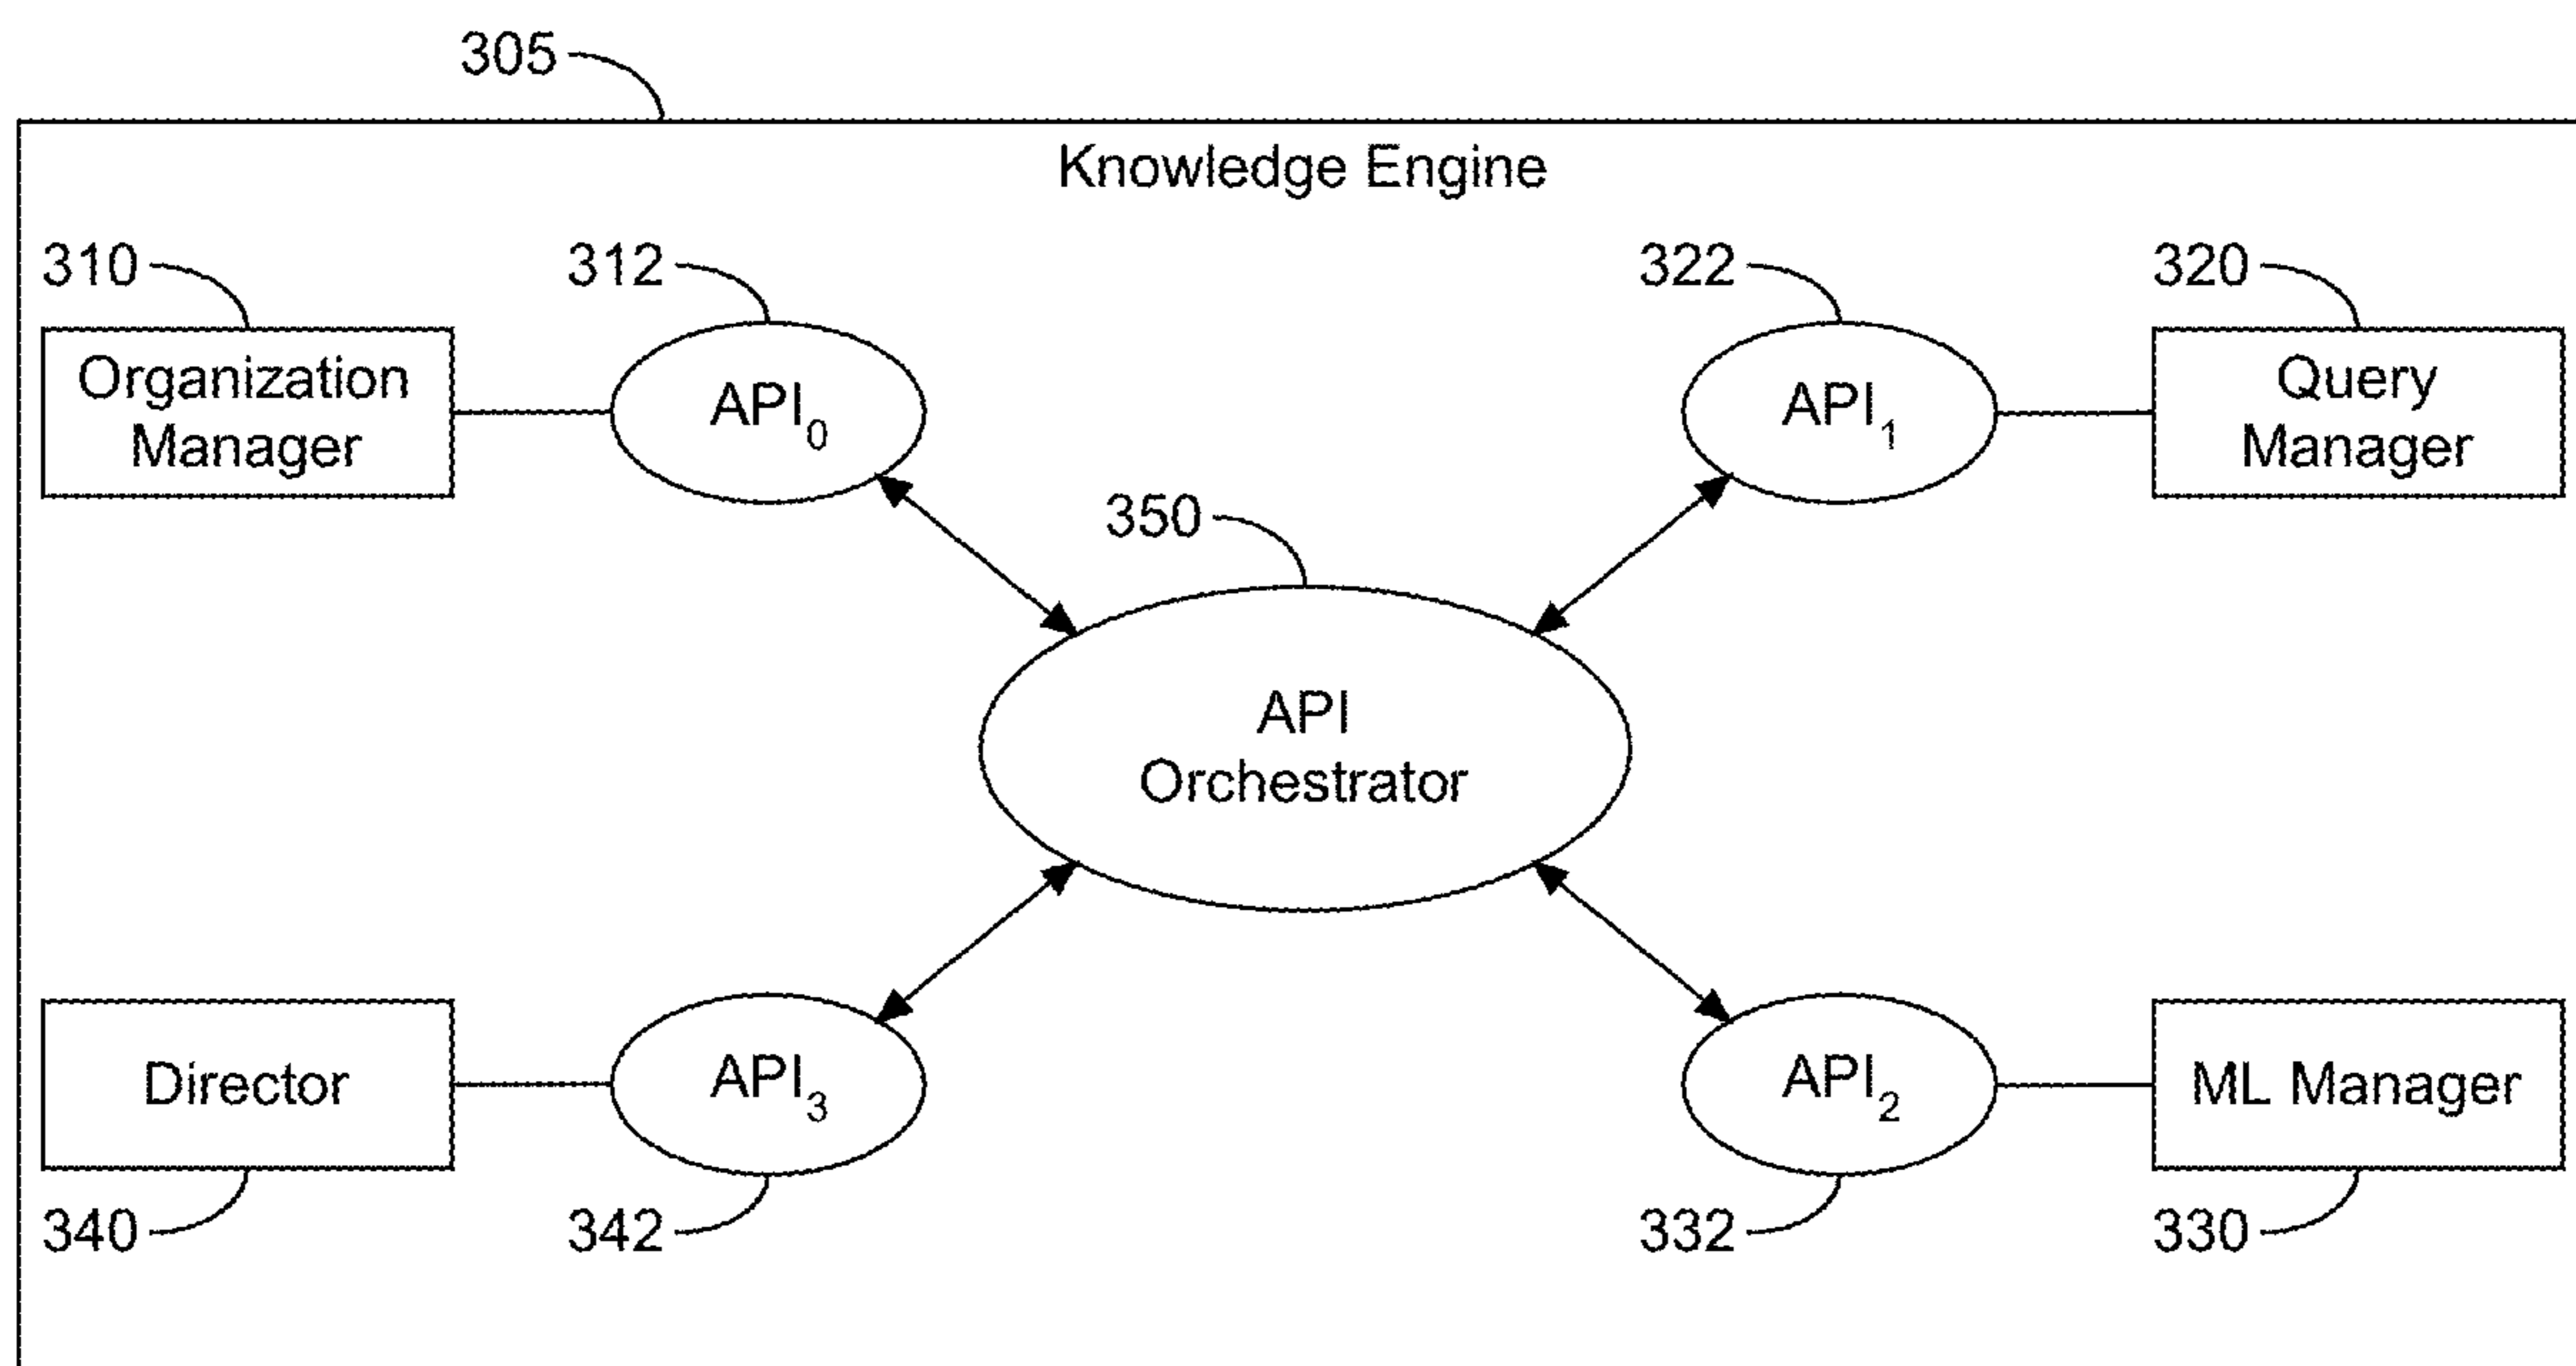 305
Knowledge Engine
310
312
322
320
Organization
Manager
API₀
API₁
Query
Manager
350
API
Orchestrator
Director
API₃
API₂
ML Manager
340
342
332
330